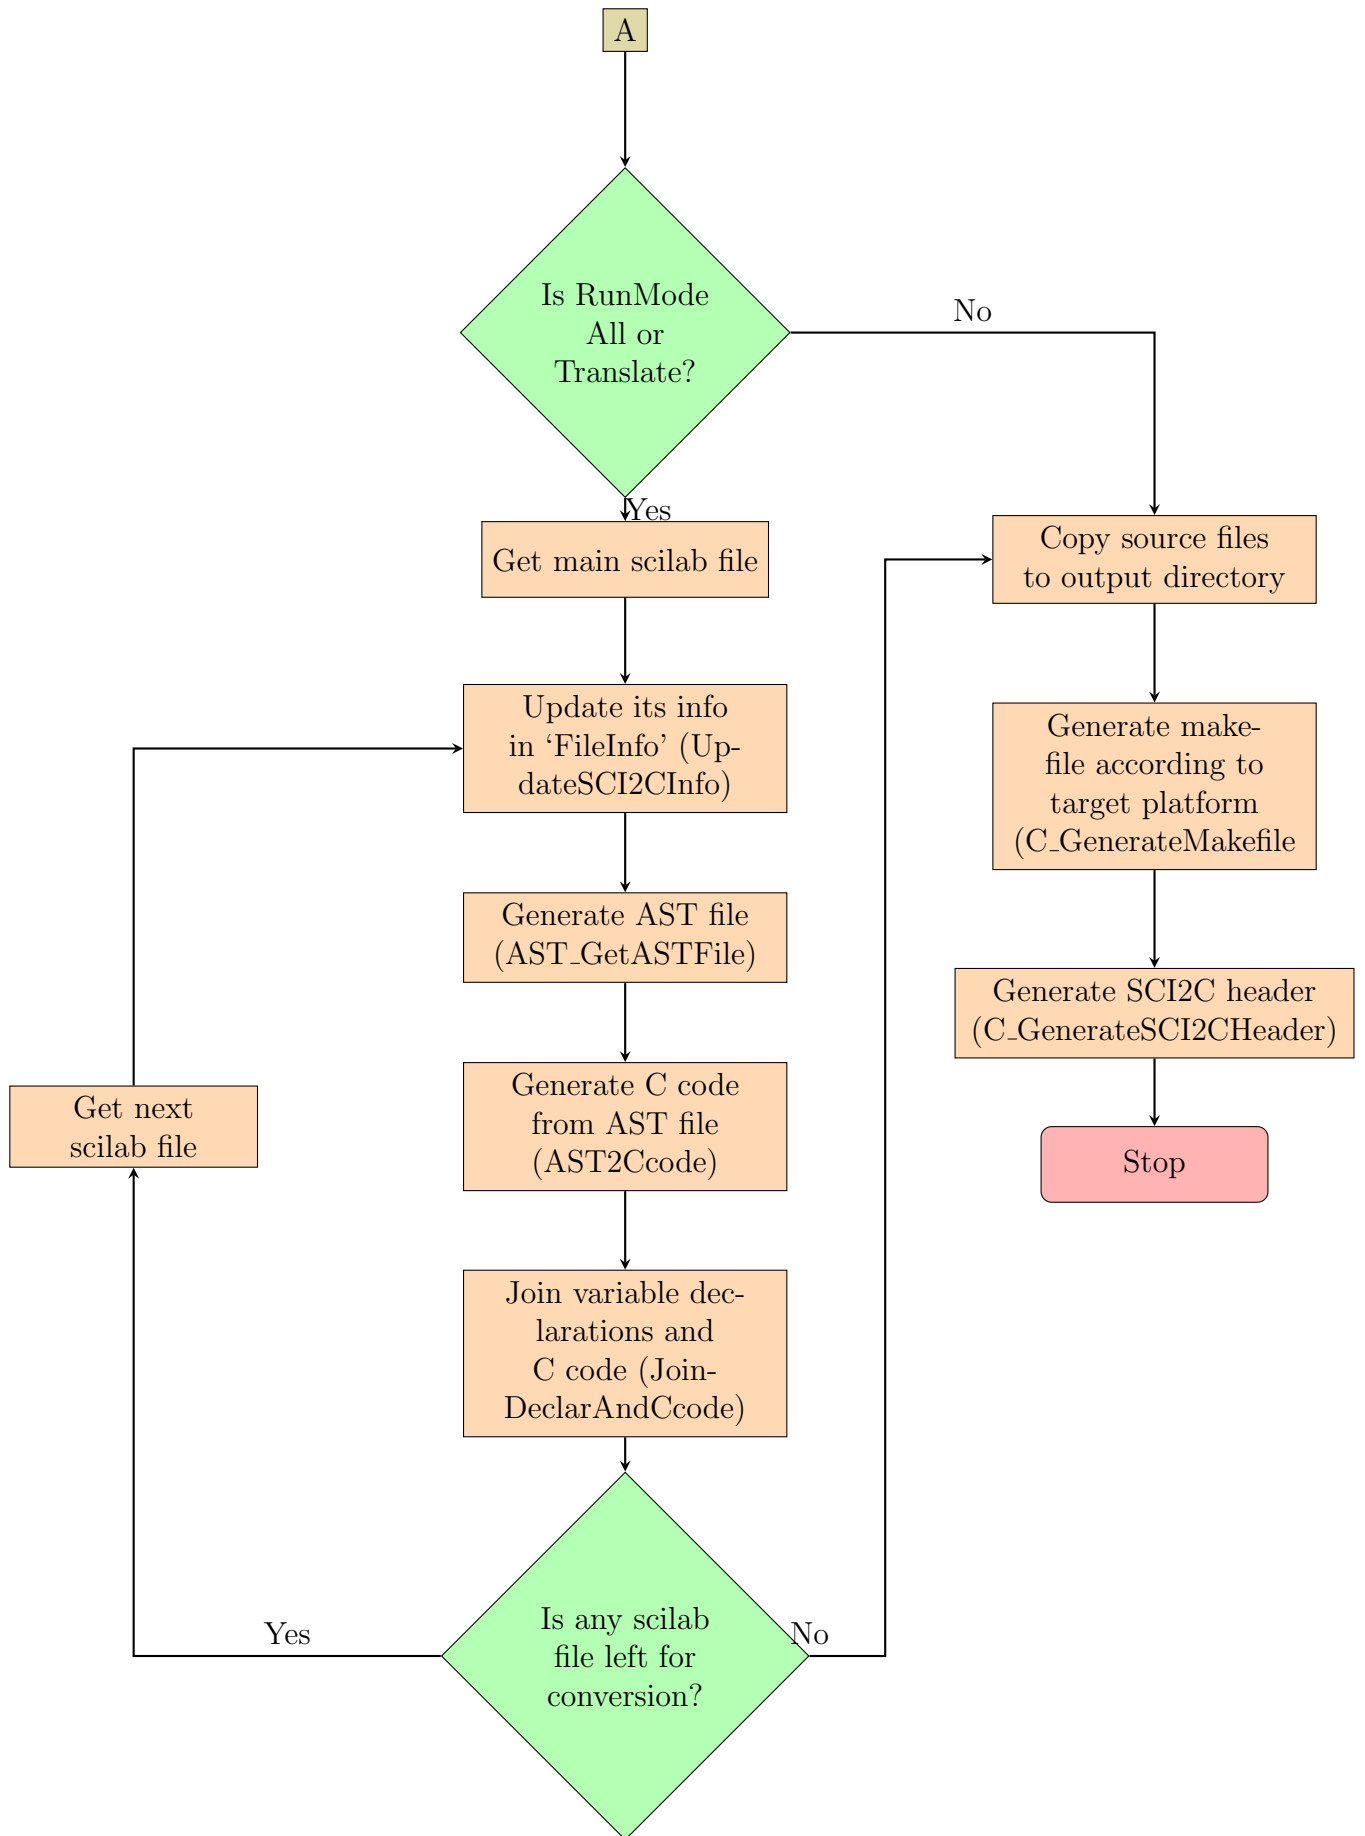 A
Is RunMode
All or
Translate?
No
Yes
Get main scilab file
Copy source files
to output directory
Update its info
in ‘FileInfo’ (Up-
dateSCI2CInfo)
Generate make-
file according to
target platform
(C_GenerateMakefile
Generate AST file
(AST_GetASTFile)
Generate SCI2C header
(C_GenerateSCI2CHeader)
Generate C code
from AST file
(AST2Ccode)
Get next
scilab file
Stop
Join variable dec-
larations and
C code (Join-
DeclarAndCcode)
Is any scilab
file left for
conversion?
Yes
No